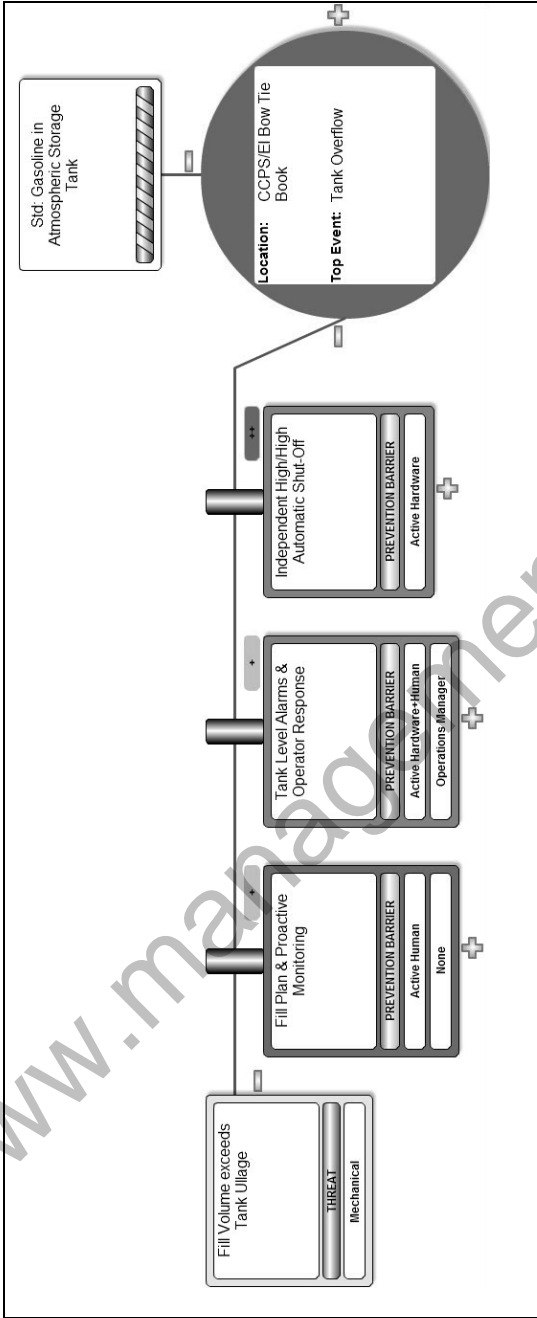 Std: Gasoline in
Atmospheric Storage
Tank
Location: CCPS/EI Bow Tie
Book
Top Event: Tank Overflow
Fill Volume exceeds
Tank Ullage
THREAT
Mechanical
+
Fill Plan & Proactive
Monitoring
PREVENTION BARRIER
Active Human
None
+
Tank Level Alarms &
Operator Response
PREVENTION BARRIER
Active Hardware+Human
Operations Manager
++
Independent High/High
Automatic Shut-Off
PREVENTION BARRIER
Active Hardware
ww.managemen